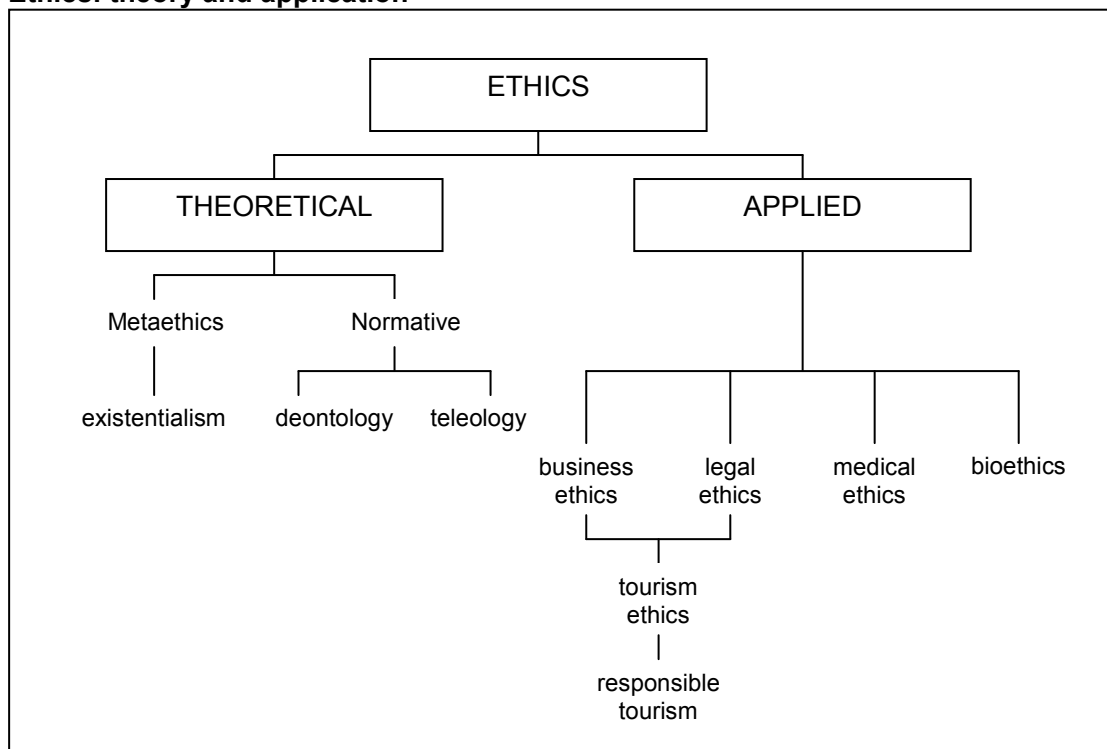 Ethics: theory and application
ETHICS
THEORETICAL
APPLIED
Metaethics
Normative
existentialism
deontology
teleology
business
ethics
legal
ethics
medical
ethics
bioethics
tourism
ethics
responsible
tourism